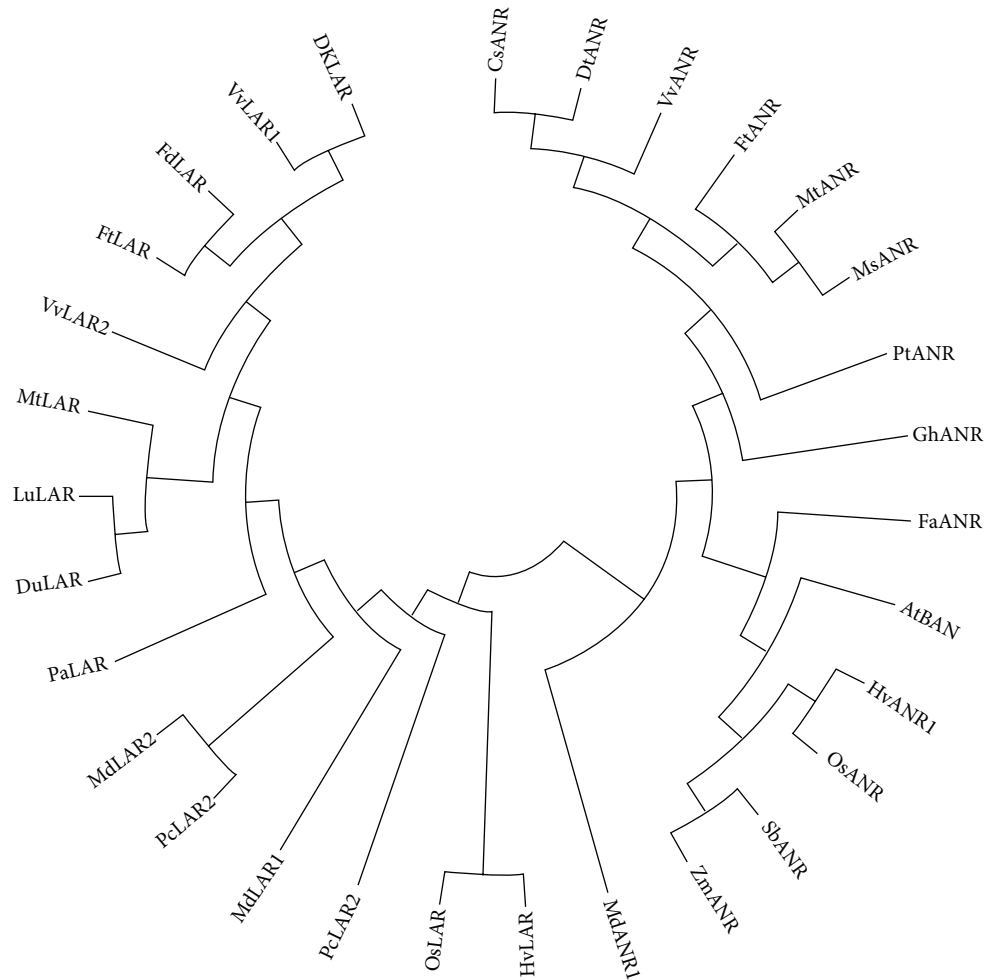 CsANR
DtANR
VvANR
FtANR
MtANR
MsANR
PtANR
GhANR
FaANR
AtBAN
HvANR1
OsANR
SbANR
ZmANR
MdANR1
HvLAR
OsLAR
PcLAR2
MdLAR1
PcLAR2
MdLAR2
PaLAR
DuLAR
LuLAR
MtLAR
VvLAR2
FtLAR
FdLAR
VvLAR1
DKLAR